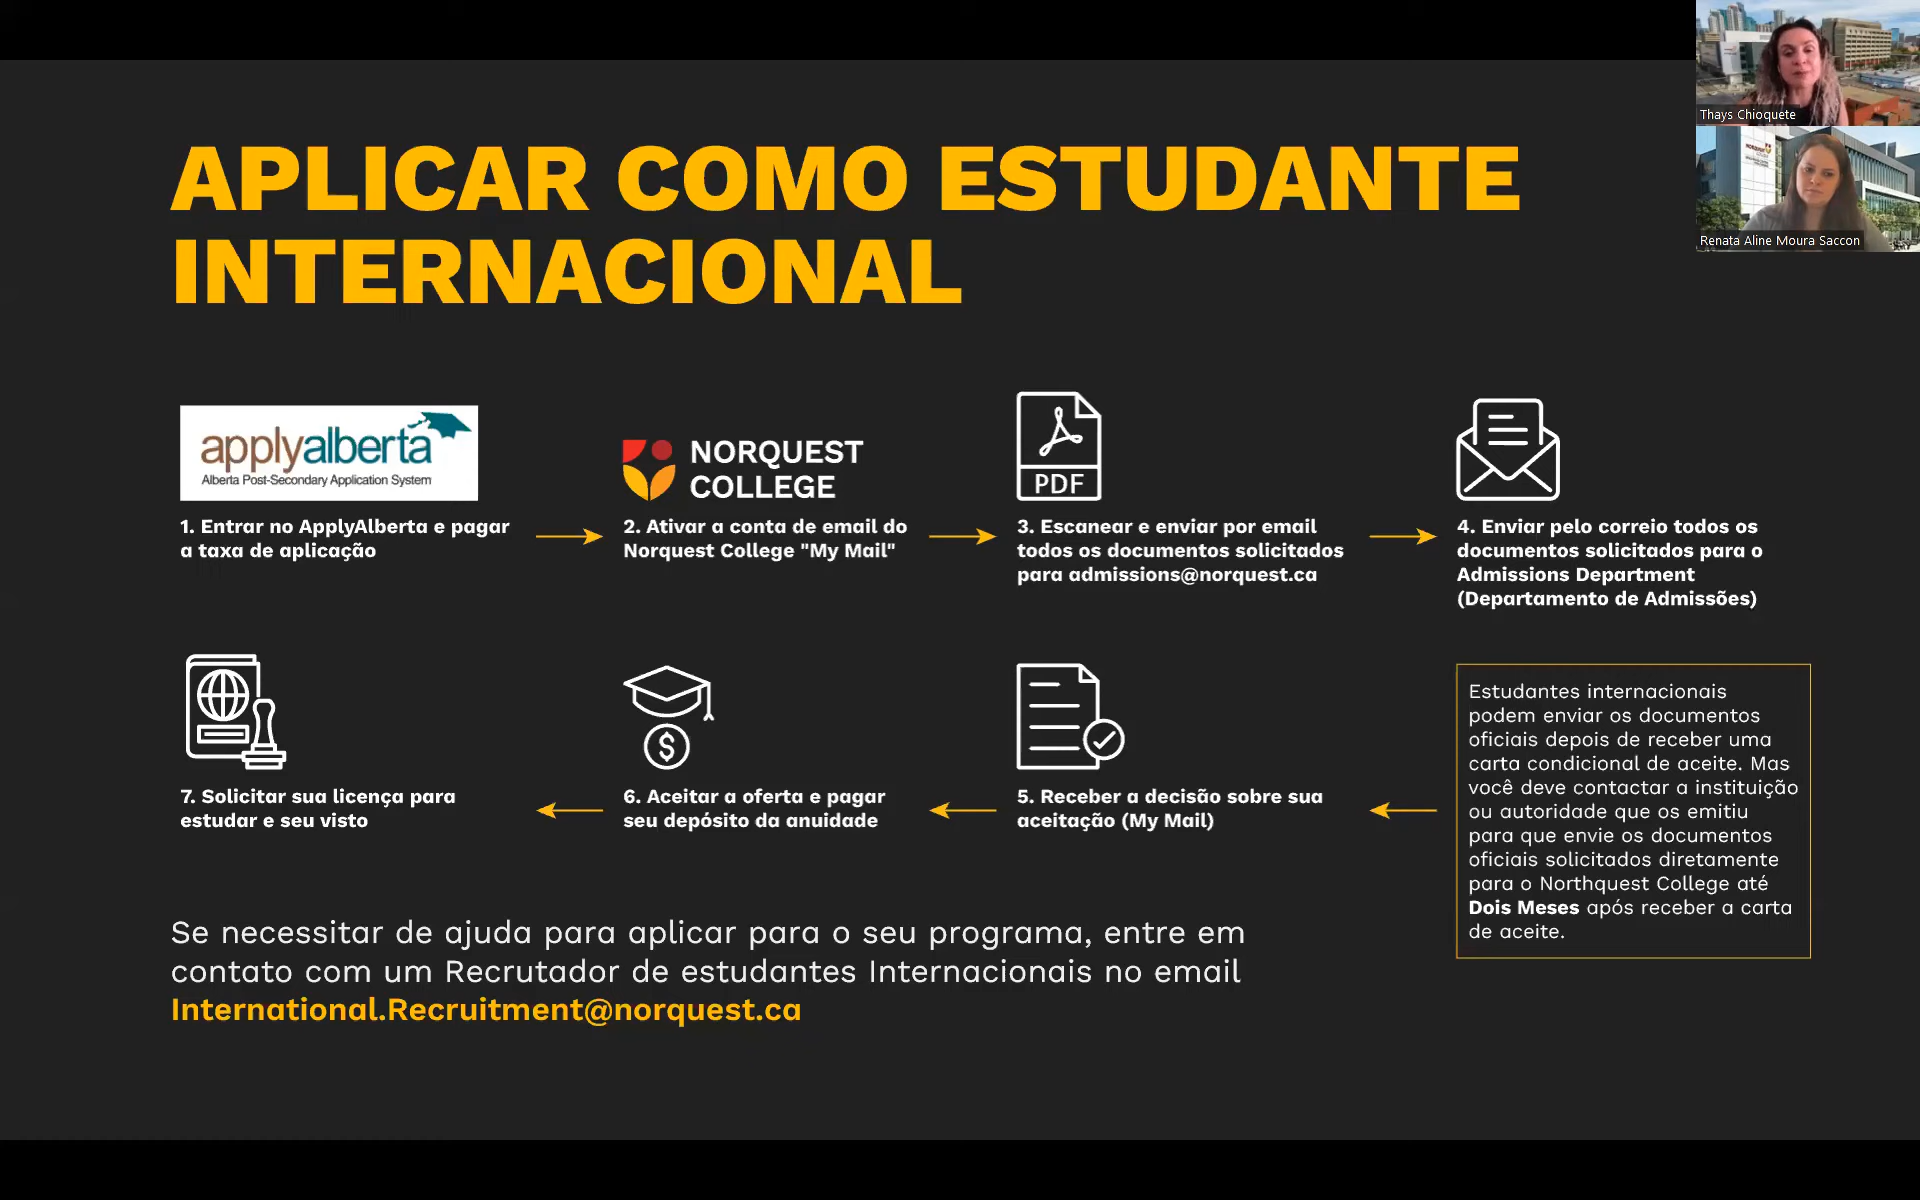 Thays Chioquete
NORQUEST
Renata Aline Moura Saccon
APLICAR COMO ESTUDANTE
INTERNACIONAL
applyalberta
Alberta Post-Secondary Application System
1. Entrar no ApplyAlberta e pagar
a taxa de aplicação
NORQUEST
COLLEGE
2. Ativar a conta de email do
Norquest College "My Mail"
PDF
3. Escanear e enviar por email
todos os documentos solicitados
para admissions@norquest.ca
4. Enviar pelo correio todos os
documentos solicitados para o
Admissions Department
(Departamento de Admissões)
Estudantes internacionais
podem enviar os documentos
oficiais depois de receber uma
carta condicional de aceite. Mas
você deve contactar a instituição
ou autoridade que os emitiu
para que envie os documentos
oficiais solicitados diretamente
para o Northquest College até
Dois Meses após receber a carta
de aceite.
5. Receber a decisão sobre sua
aceitação (My Mail)
$
6. Aceitar a oferta e pagar
seu depósito da anuidade
7. Solicitar sua licença para
estudar e seu visto
Se necessitar de ajuda para aplicar para o seu programa, entre em
contato com um Recrutador de estudantes Internacionais no email
International.Recruitment@norquest.ca